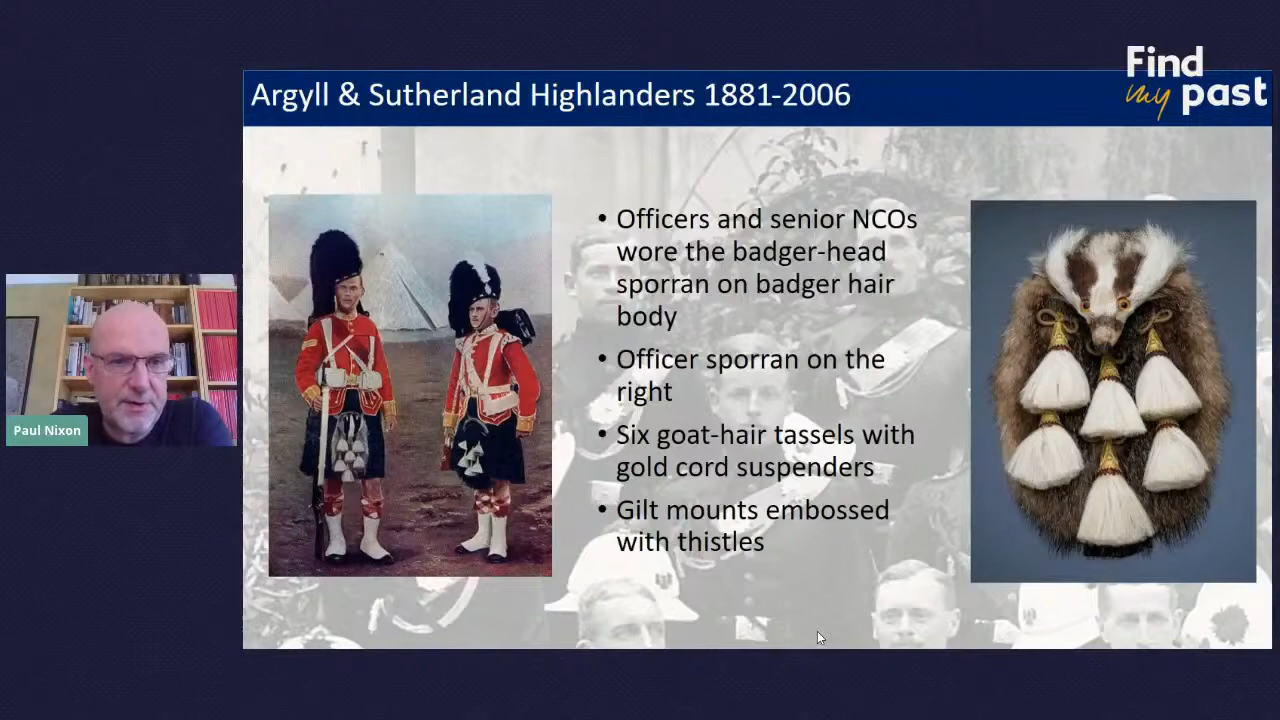 Find
my past
Argyll & Sutherland Highlanders 1881-2006
• Officers and senior NCOs
wore the badger-head
sporran on badger hair
body
• Officer sporran on the
right
• Six goat-hair tassels with
gold cord suspenders
• Gilt mounts embossed
with thistles
Paul Nixon